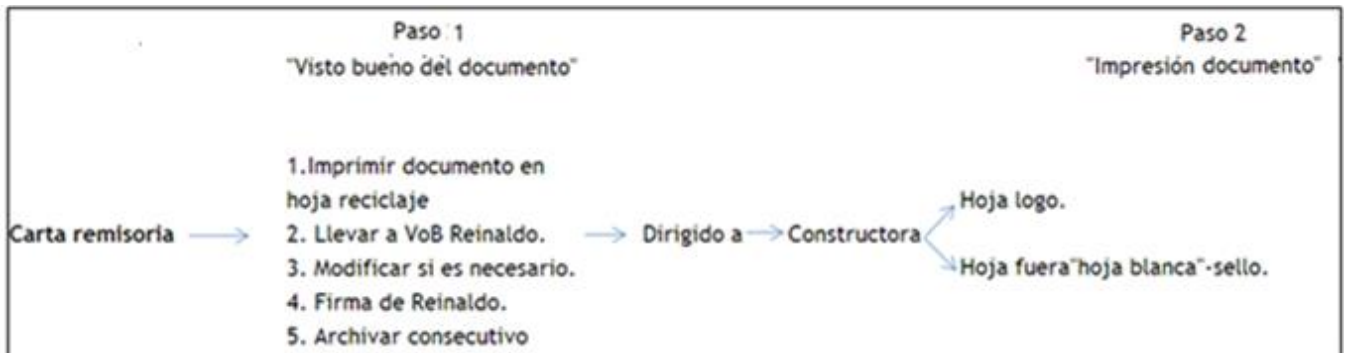 Paso 1
"Visto bueno del documento"
Paso 2
"Impresión documento"
Carta remisoria
1.Imprimir documento en
hoja reciclaje
2. Llevar a VoB Reinaldo.
3. Modificar si es necesario.
4. Firma de Reinaldo.
5. Archivar consecutivo
Dirigido a
Constructora
Hoja logo.
Hoja fuera"hoja blanca"-sello.